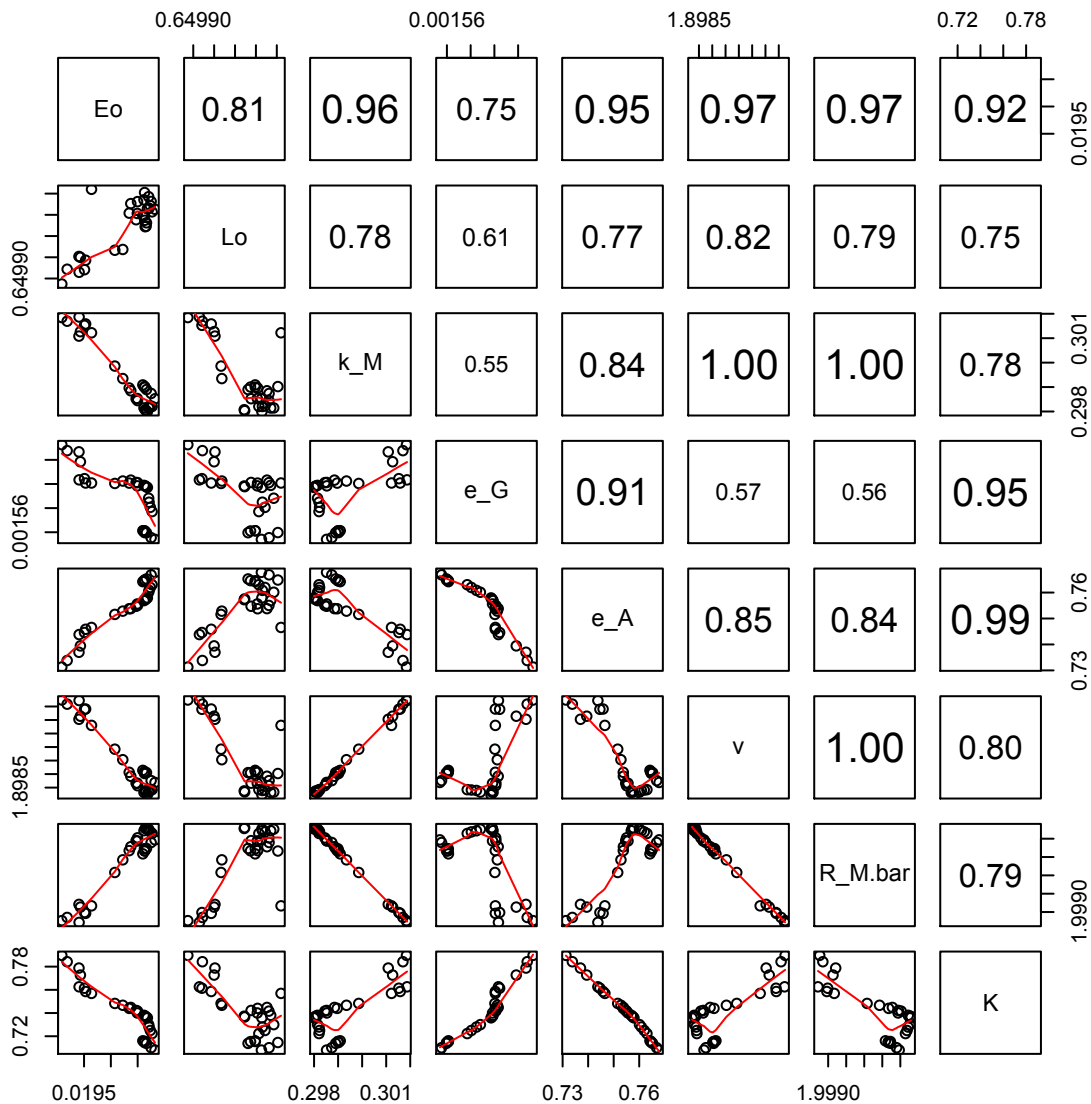 0.64990 0.00156 1.8985 0.72 0.78
Eo 0.81 0.96 0.75 0.95 0.97 0.97 0.92 0.0195
0.64990 Lo 0.78 0.61 0.77 0.82 0.79 0.75
k_M 0.55 0.84 1.00 1.00 0.78 0.298 0.301
0.00156 e_G 0.91 0.57 0.56 0.95
e_A 0.85 0.84 0.99 0.73 0.76
1.8985 v 1.00 0.80
R_M.bar 0.79 1.9990
0.72 0.78 K
0.0195 0.298 0.301 0.73 0.76 1.9990